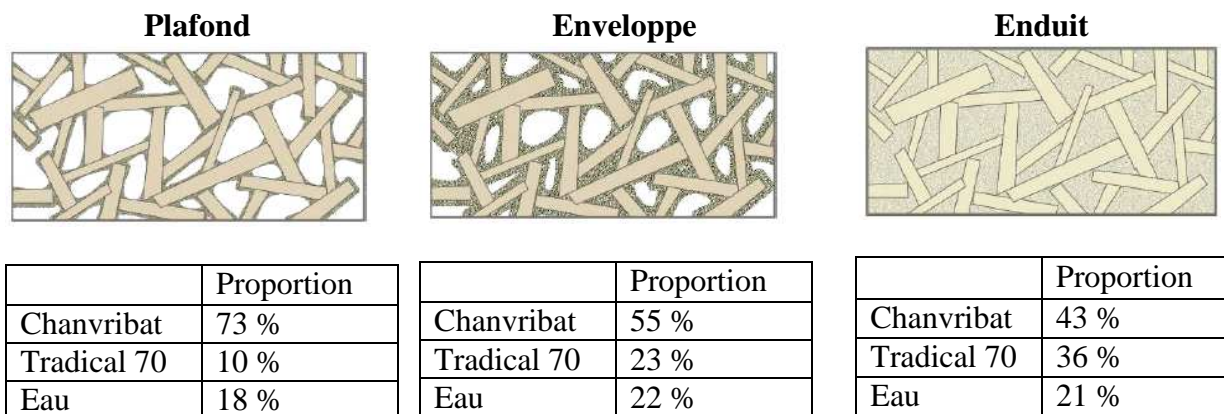 Plafond
Enveloppe
Enduit
Proportion
Chanvribat 73 %
Tradical 70 10 %
Eau 18 %
Proportion
Chanvribat 55 %
Tradical 70 23 %
Eau 22 %
Proportion
Chanvribat 43 %
Tradical 70 36 %
Eau 21 %